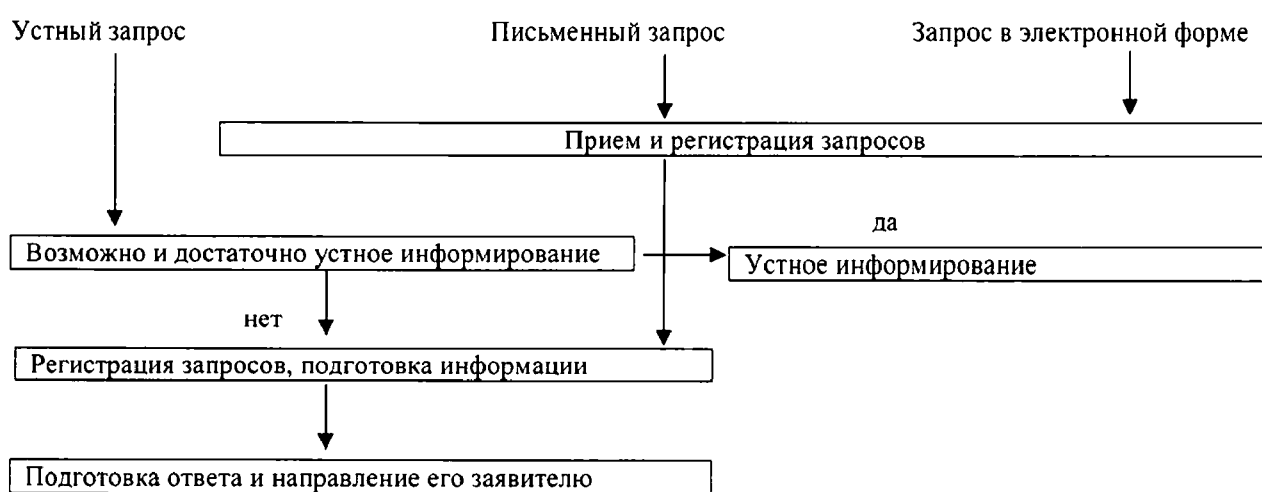 Устный запрос
Письменный запрос
Запрос в электронной форме
Прием и регистрация запросов
да
Возможно и достаточно устное информирование
Устное информирование
нет
Регистрация запросов, подготовка информации
Подготовка ответа и направление его заявителю